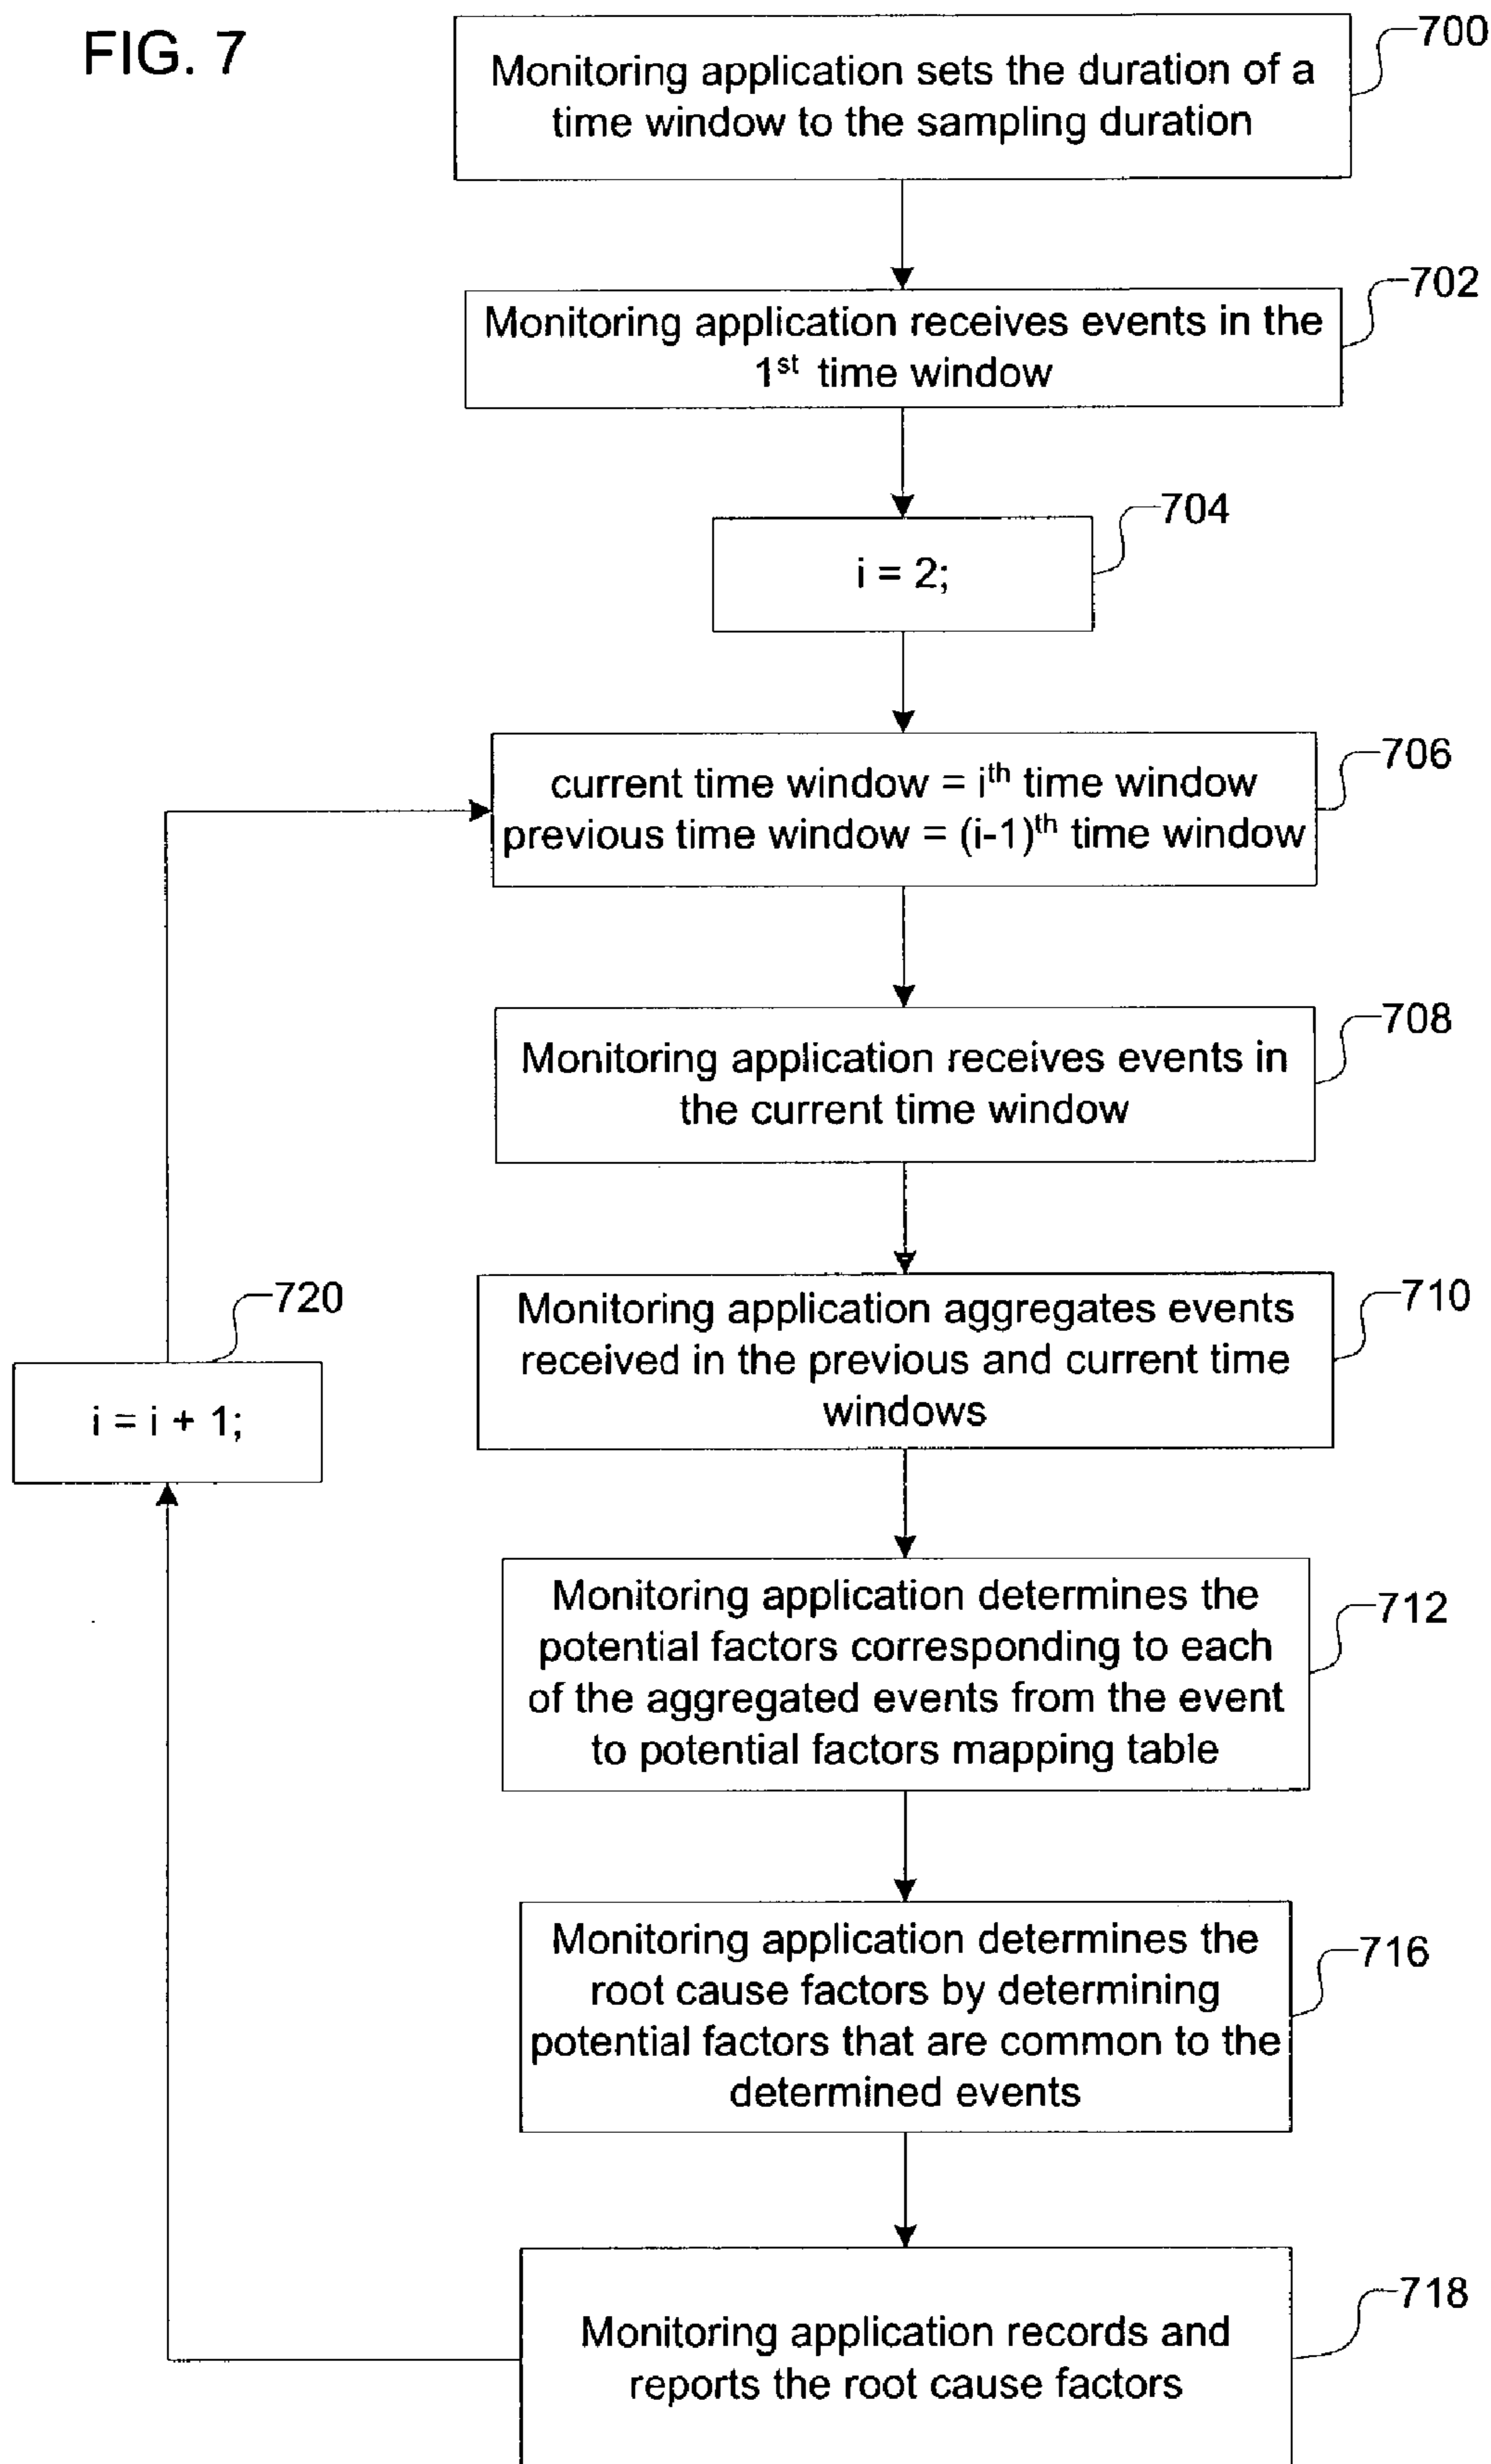 FIG. 7
700
Monitoring application sets the duration of a
time window to the sampling duration
702
Monitoring application receives events in the
1st time window
704
i = 2;
706
current time window = ith time window
previous time window = (i-1)th time window
708
Monitoring application receives events in
the current time window
710
Monitoring application aggregates events
received in the previous and current time
windows
720
i = i + 1;
712
Monitoring application determines the
potential factors corresponding to each
of the aggregated events from the event
to potential factors mapping table
716
Monitoring application determines the
root cause factors by determining
potential factors that are common to the
determined events
718
Monitoring application records and
reports the root cause factors